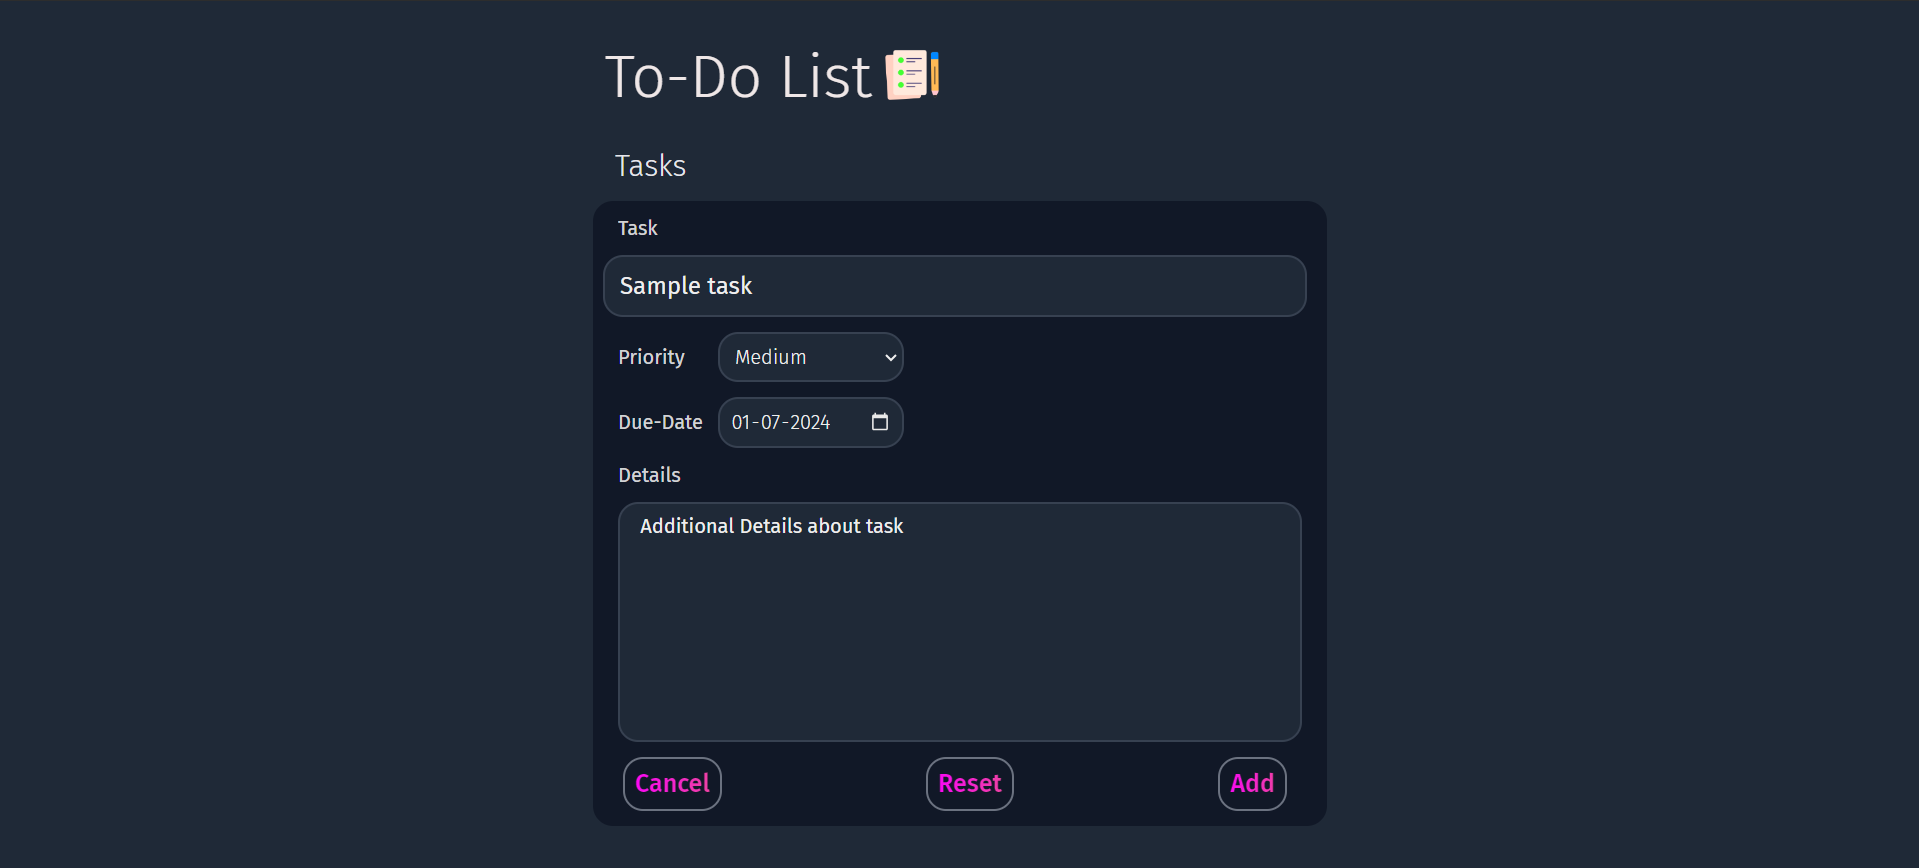 To-Do List
Tasks
Task
Sample task
Priority Medium
Due-Date 01-07-2024
Details
Additional Details about task
Cancel Reset Add